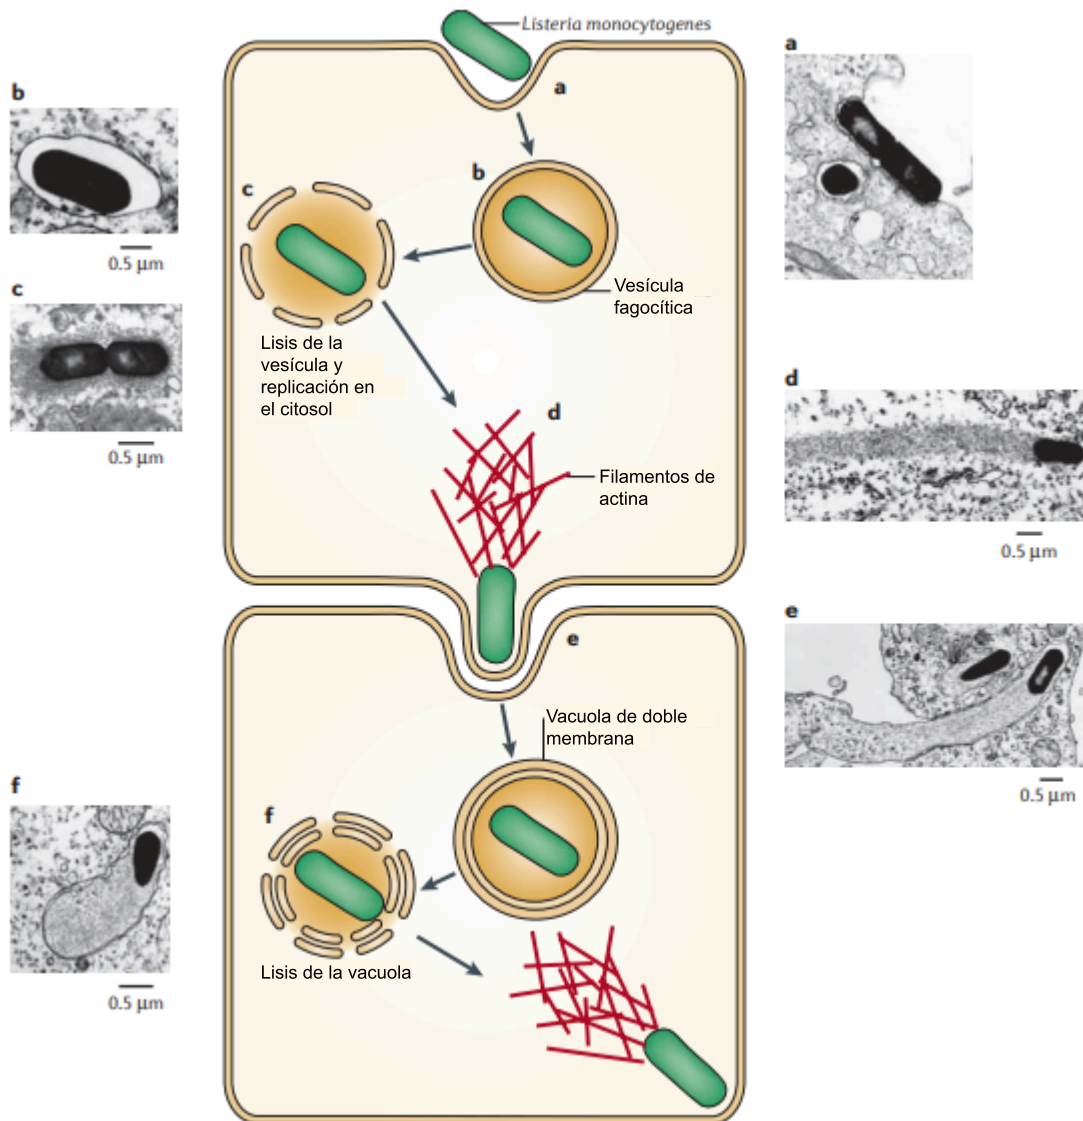 Listeria monocytogenes
a
b
a
b
c
0.5 µm
Vesícula
fagocítica
c
Lisis de la
vesícula y
replicación en
el citosol
0.5 µm
d
d
Filamentos de
actina
0.5 µm
e
e
Vacuola de doble
membrana
0.5 µm
f
f
Lisis de la vacuola
0.5 µm